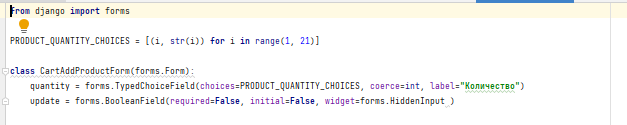 from django import forms
PRODUCT_QUANTITY_CHOICES = [(i, str(i)) for i in range(1, 21)]
class CartAddProductForm(forms.Form):
quantity = forms.TypedChoiceField(choices=PRODUCT_QUANTITY_CHOICES, coerce=int, label="Количество")
update = forms.BooleanField(required=False, initial=False, widget=forms.HiddenInput )